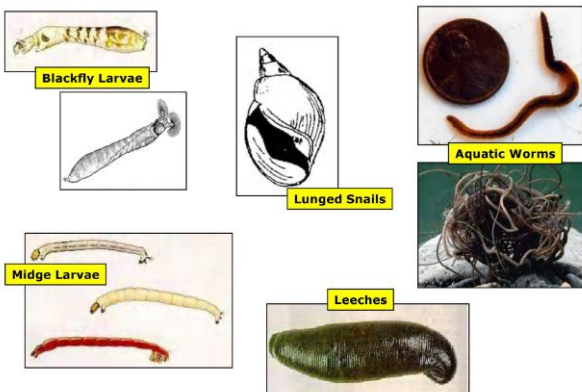 Blackfly Larvae
Lunged Snails
Aquatic Worms
Midge Larvae
Leeches